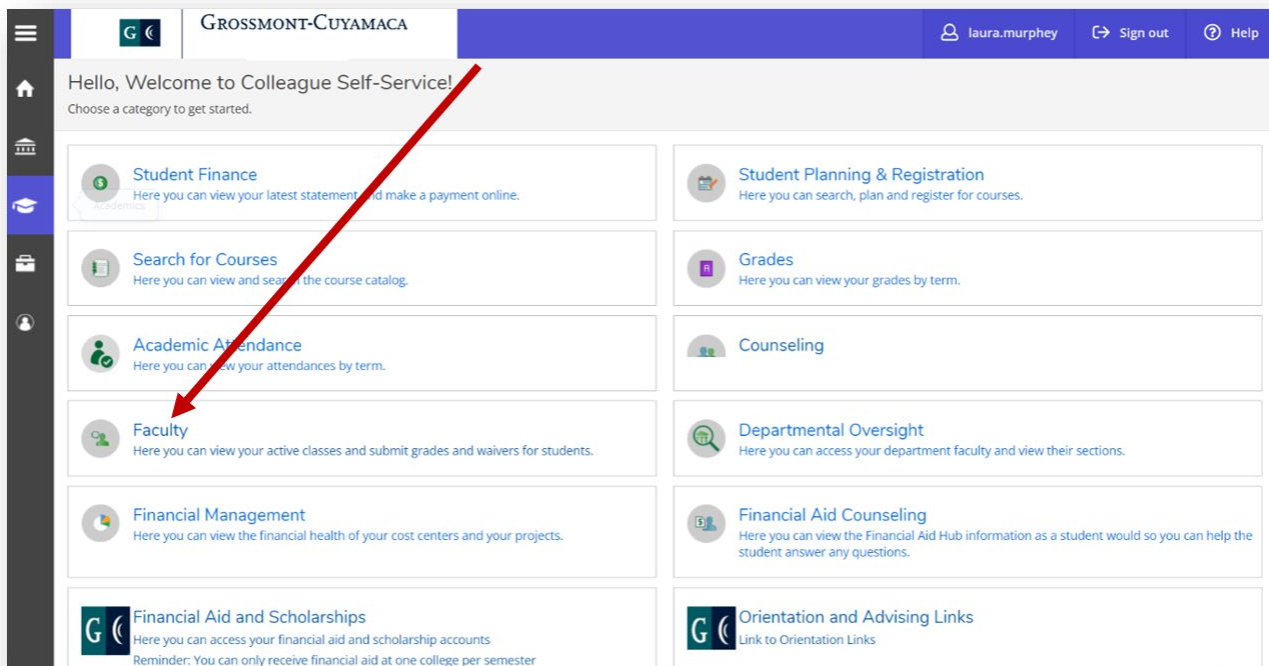 G C GROSSMONT-CUYAMACA
laura.murphey Sign out Help
Hello, Welcome to Colleague Self-Service!
Choose a category to get started.
Student Finance
Here you can view your latest statement and make a payment online.
Academics
Student Planning & Registration
Here you can search, plan and register for courses.
Search for Courses
Here you can view and search the course catalog.
Grades
Here you can view your grades by term.
Academic Attendance
Here you can view your attendances by term.
Counseling
Faculty
Here you can view your active classes and submit grades and waivers for students.
Departmental Oversight
Here you can access your department faculty and view their sections.
Financial Management
Here you can view the financial health of your cost centers and your projects.
Financial Aid Counseling
Here you can view the Financial Aid Hub information as a student would so you can help the
student answer any questions.
G C
Financial Aid and Scholarships
Here you can access your financial aid and scholarship accounts
Reminder: You can only receive financial aid at one college per semester
G C
Orientation and Advising Links
Link to Orientation Links